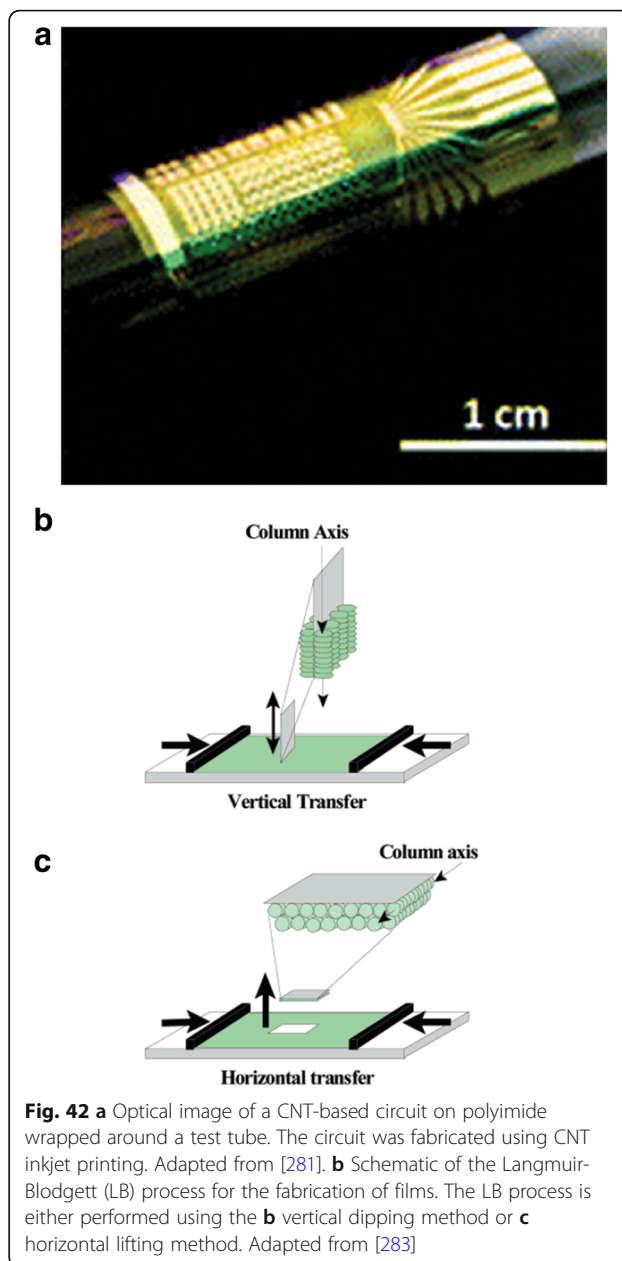 a
1 cm
b
Column Axis
Vertical Transfer
c
Column axis
Horizontal transfer
Fig. 42 a Optical image of a CNT-based circuit on polyimide
wrapped around a test tube. The circuit was fabricated using CNT
inkjet printing. Adapted from [281]. b Schematic of the Langmuir-
Blodgett (LB) process for the fabrication of films. The LB process is
either performed using the b vertical dipping method or c
horizontal lifting method. Adapted from [283]